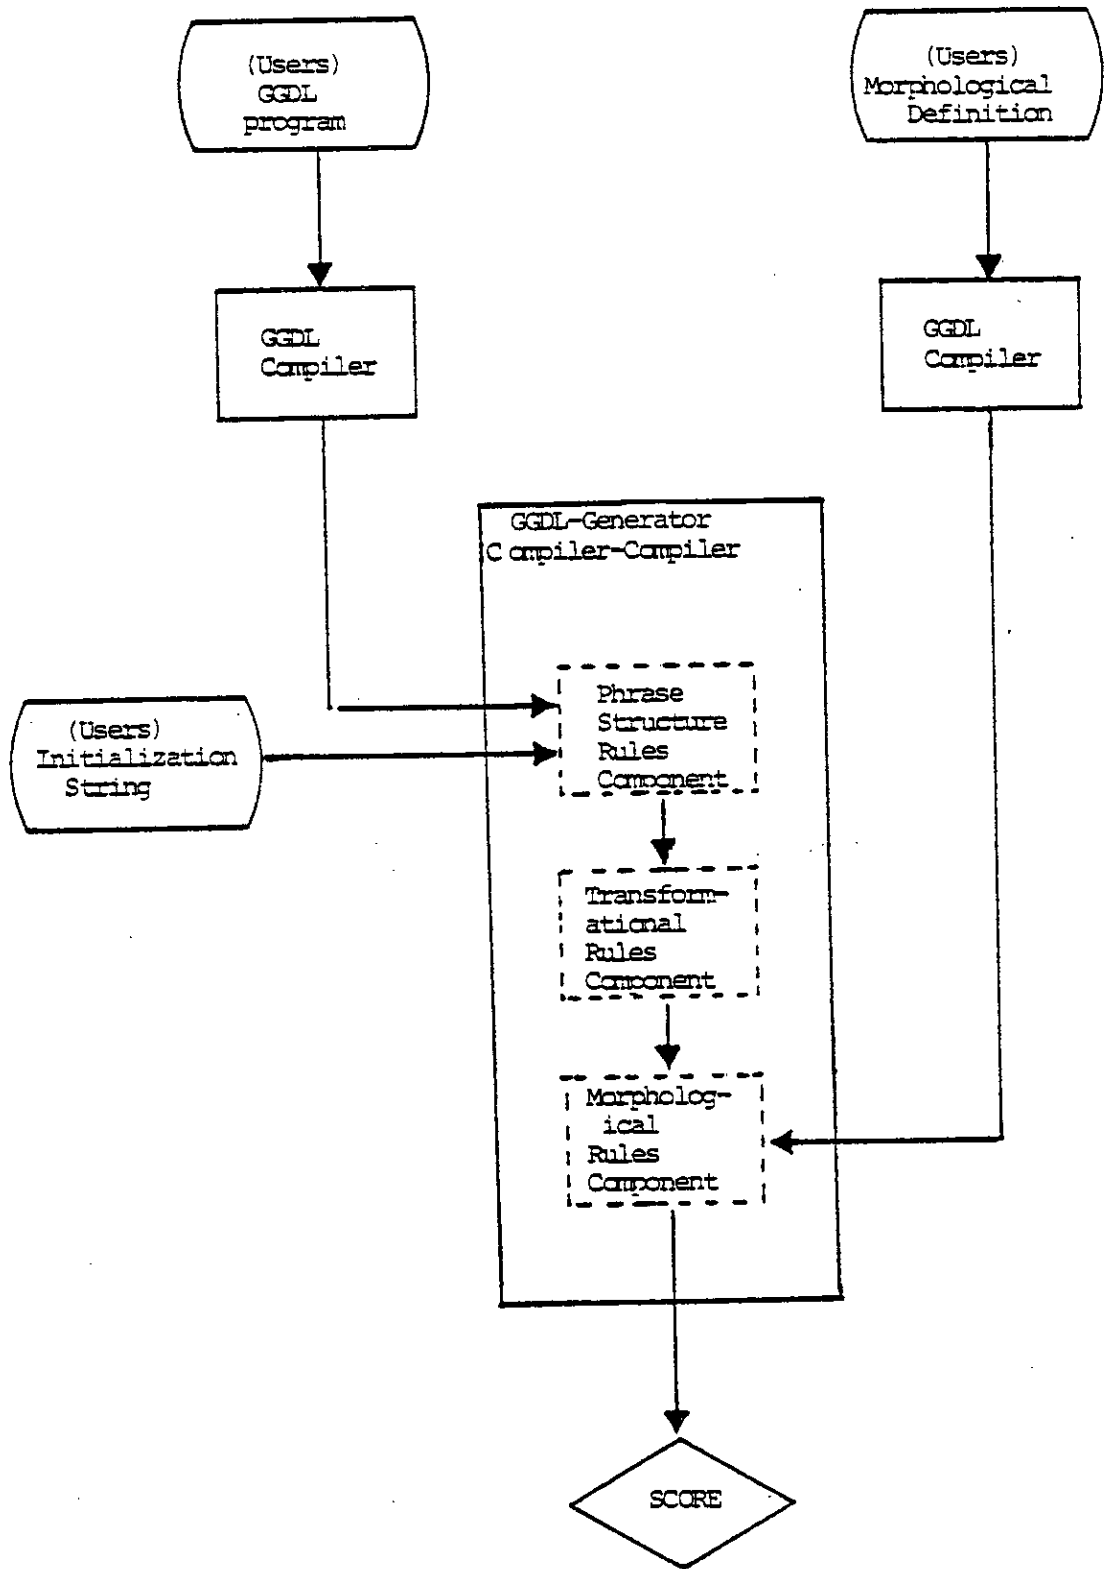 (Users)
GGDL
program
(Users)
Morphological
Definition
GGDL
Compiler
GGDL
Compiler
GGDL-Generator
Compiler-Compiler
Phrase
Structure
Rules
Component
(Users)
Initialization
String
Transform-
ational
Rules
Component
Morpholog-
ical
Rules
Component
SCORE